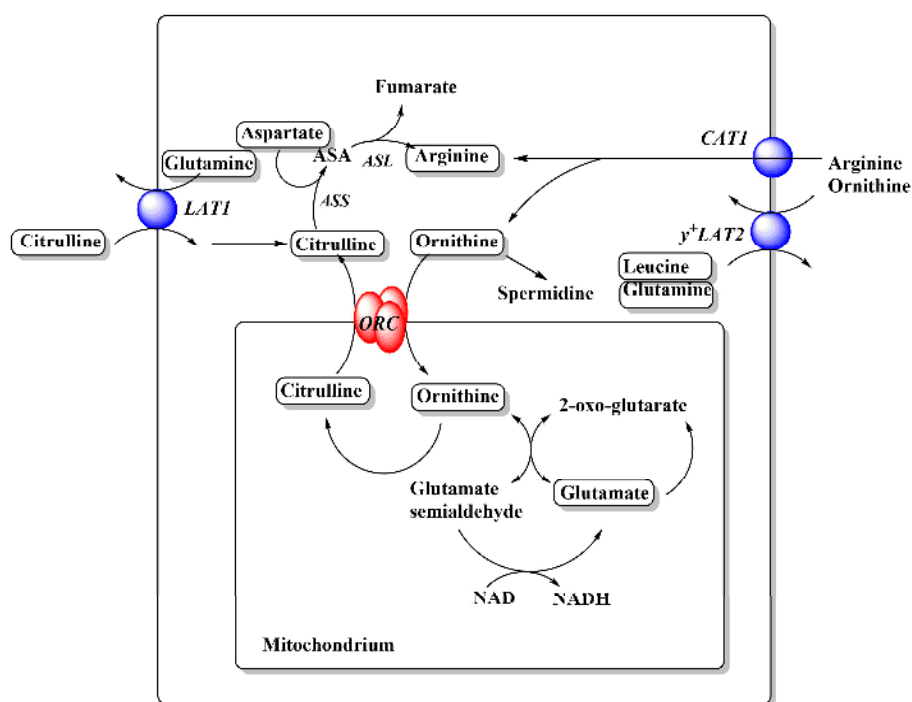 Fumarate
Aspartate
CAT1
ASA
ASL
Arginine
Glutamine
Arginine
Ornithine
ASS
LAT1
y+LAT2
Citrulline
Citrulline
Ornithine
Leucine
Glutamine
Spermidine
ORC
Citrulline
Ornithine
2-oxo-glutarate
Glutamate
semialdehyde
Glutamate
NAD
NADH
Mitochondrium